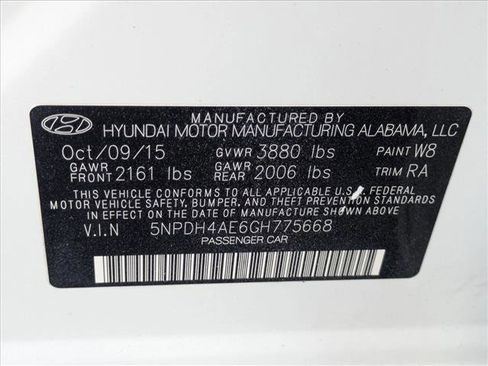 MANUFACTURED BY
HYUNDAI MOTOR MANUFACTURING ALABAMA, LLC
Oct/09/15 GVWR 3880 lbs PAINT W8
GAWR FRONT 2161 lbs GAWR REAR 2006 lbs TRIM RA
THIS VEHICLE CONFORMS TO ALL APPLICABLE U.S. FEDERAL
MOTOR VEHICLE SAFETY, BUMPER, AND THEFT PREVENTION STANDARDS
IN EFFECT ON THE DATE OF MANUFACTURE SHOWN ABOVE.
V.I.N 5NPDH4AE6GH775668
PASSENGER CAR